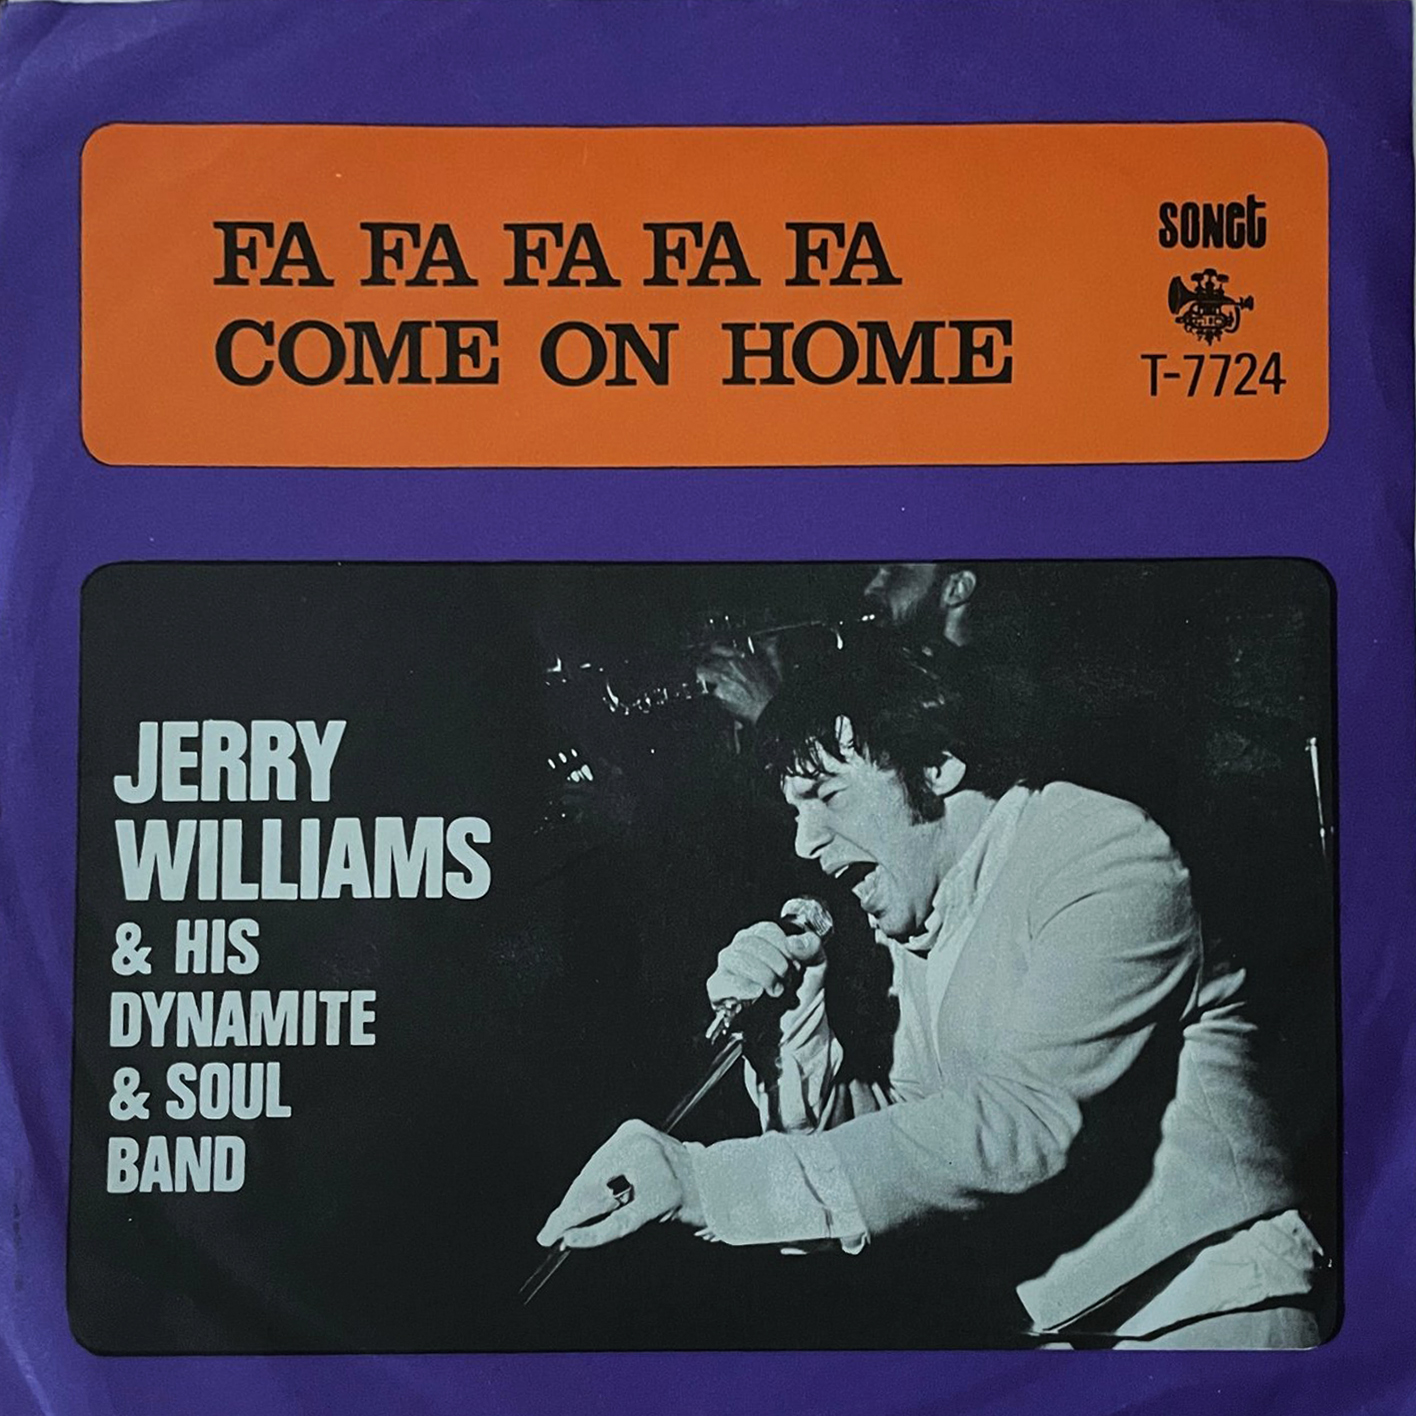 FA FA FA FA FA
COME ON HOME
SONET
T-7724
JERRY
WILLIAMS
& HIS
DYNAMITE
& SOUL
BAND